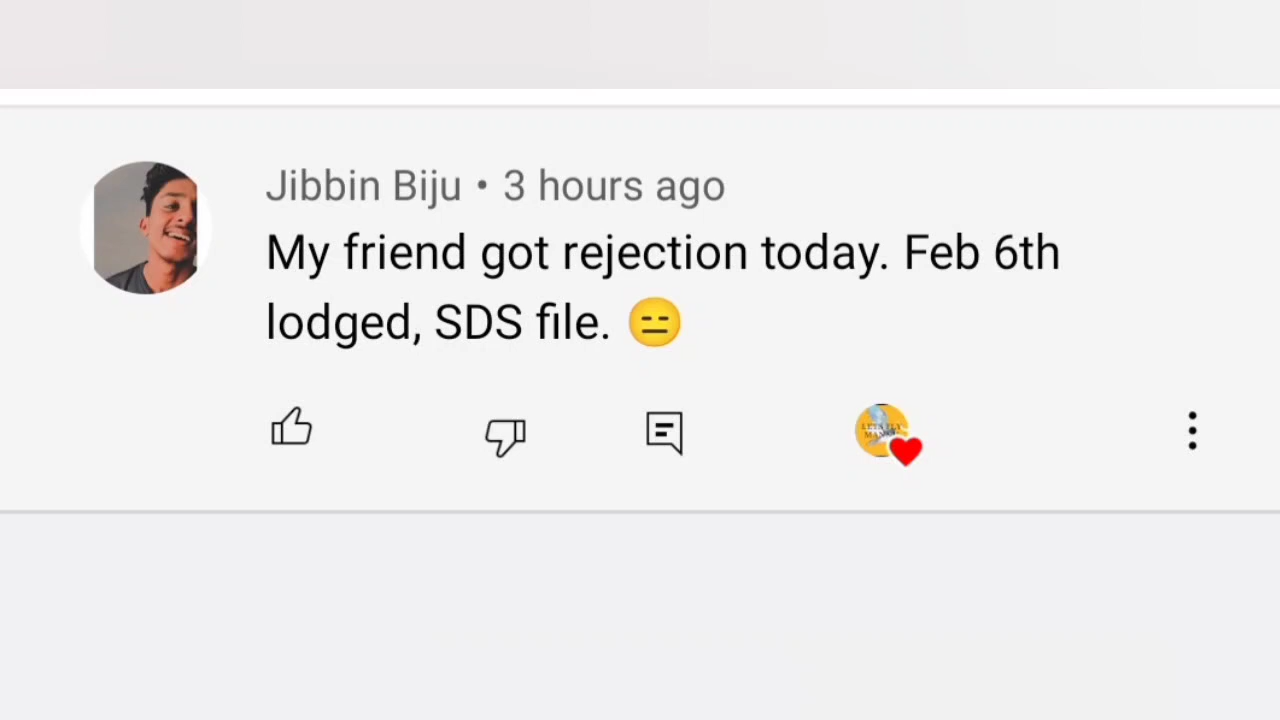 Jibbin Biju • 3 hours ago
My friend got rejection today. Feb 6th
lodged, SDS file. 😑